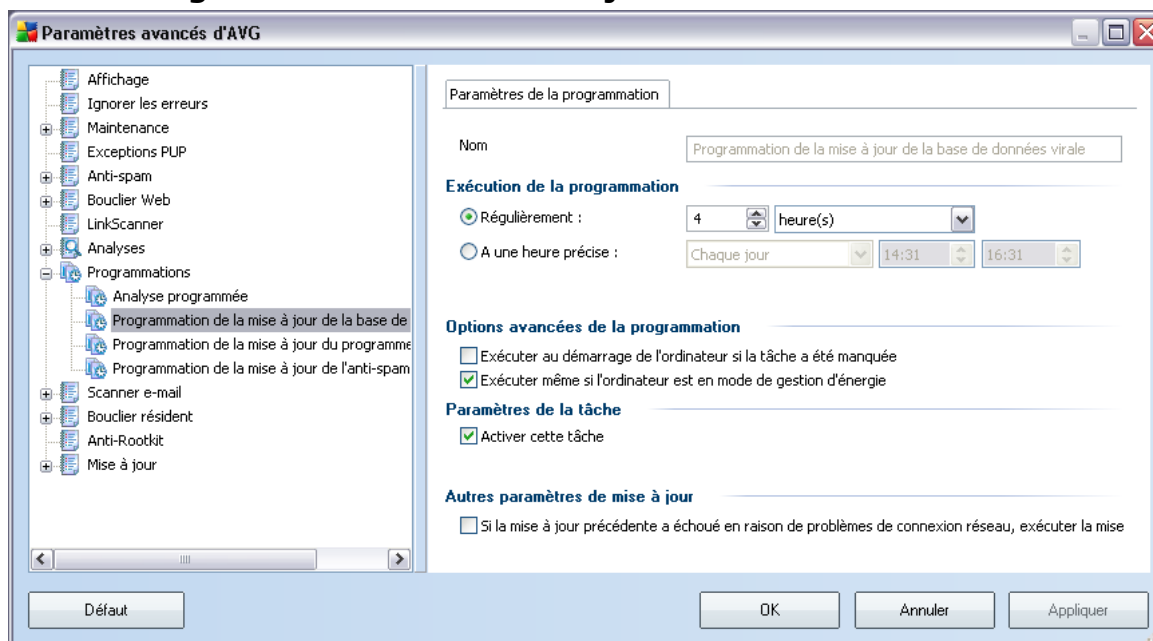 Paramètres avancés d'AVG
Affichage
Ignorer les erreurs
Maintenance
Exceptions PUP
Anti-spam
Bouclier Web
LinkScanner
Analyses
Programmations
Analyse programmée
Programmation de la mise à jour de la base de
Programmation de la mise à jour du programme
Programmation de la mise à jour de l'anti-spam
Scanner e-mail
Bouclier résident
Anti-Rootkit
Mise à jour
Paramètres de la programmation
Nom Programmation de la mise à jour de la base de données virale
Exécution de la programmation
Régulièrement : 4 heure(s)
A une heure précise : Chaque jour 14:31 16:31
Options avancées de la programmation
Exécuter au démarrage de l'ordinateur si la tâche a été manquée
Exécuter même si l'ordinateur est en mode de gestion d'énergie
Paramètres de la tâche
Activer cette tâche
Autres paramètres de mise à jour
Si la mise à jour précédente a échoué en raison de problèmes de connexion réseau, exécuter la mise
Défaut OK Annuler Appliquer